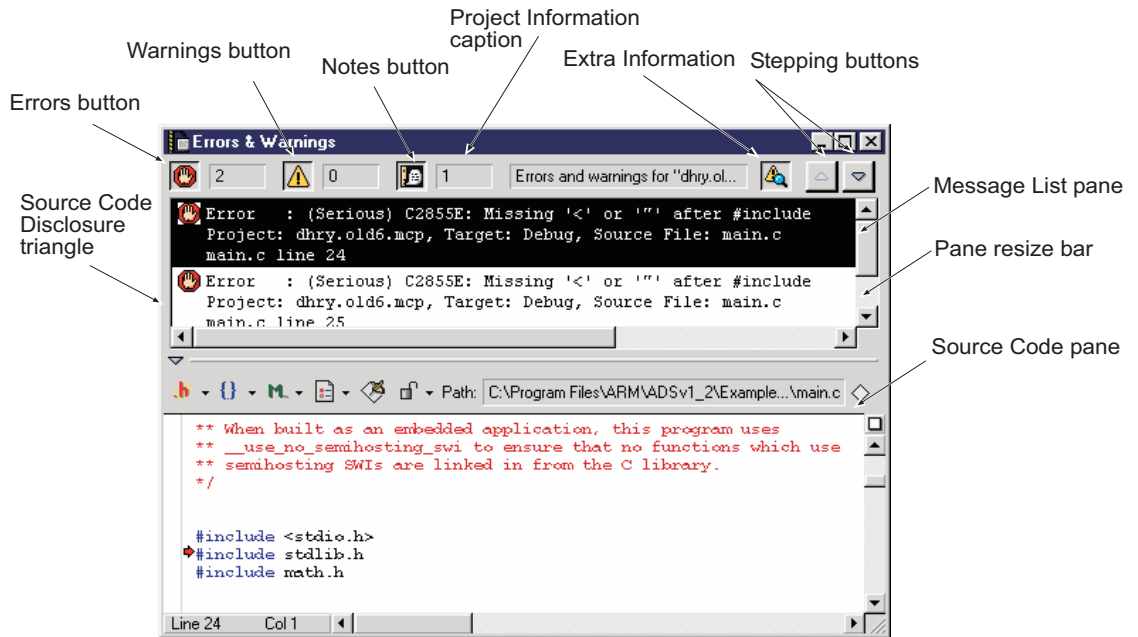 Project Information
caption
Warnings button
Notes button
Extra Information
Stepping buttons
Errors button
Errors & Warnings
2
0
1
Errors and warnings for "dhry.ol...
Source Code
Disclosure
triangle
Message List pane
Error : (Serious) C2855E: Missing '<' or '"' after #include
Project: dhry.old6.mcp, Target: Debug, Source File: main.c
main.c line 24
Pane resize bar
Error : (Serious) C2855E: Missing '<' or '"' after #include
Project: dhry.old6.mcp, Target: Debug, Source File: main.c
main.c line 25
Source Code pane
.h {} M. Path: C:\Program Files\ARM\ADSv1_2\Example...\main.c
** When built as an embedded application, this program uses
** __use_no_semihosting_swi to ensure that no functions which use
** semihosting SWIs are linked in from the C library.
*/
#include <stdio.h>
#include stdlib.h
#include math.h
Line 24 Col 1